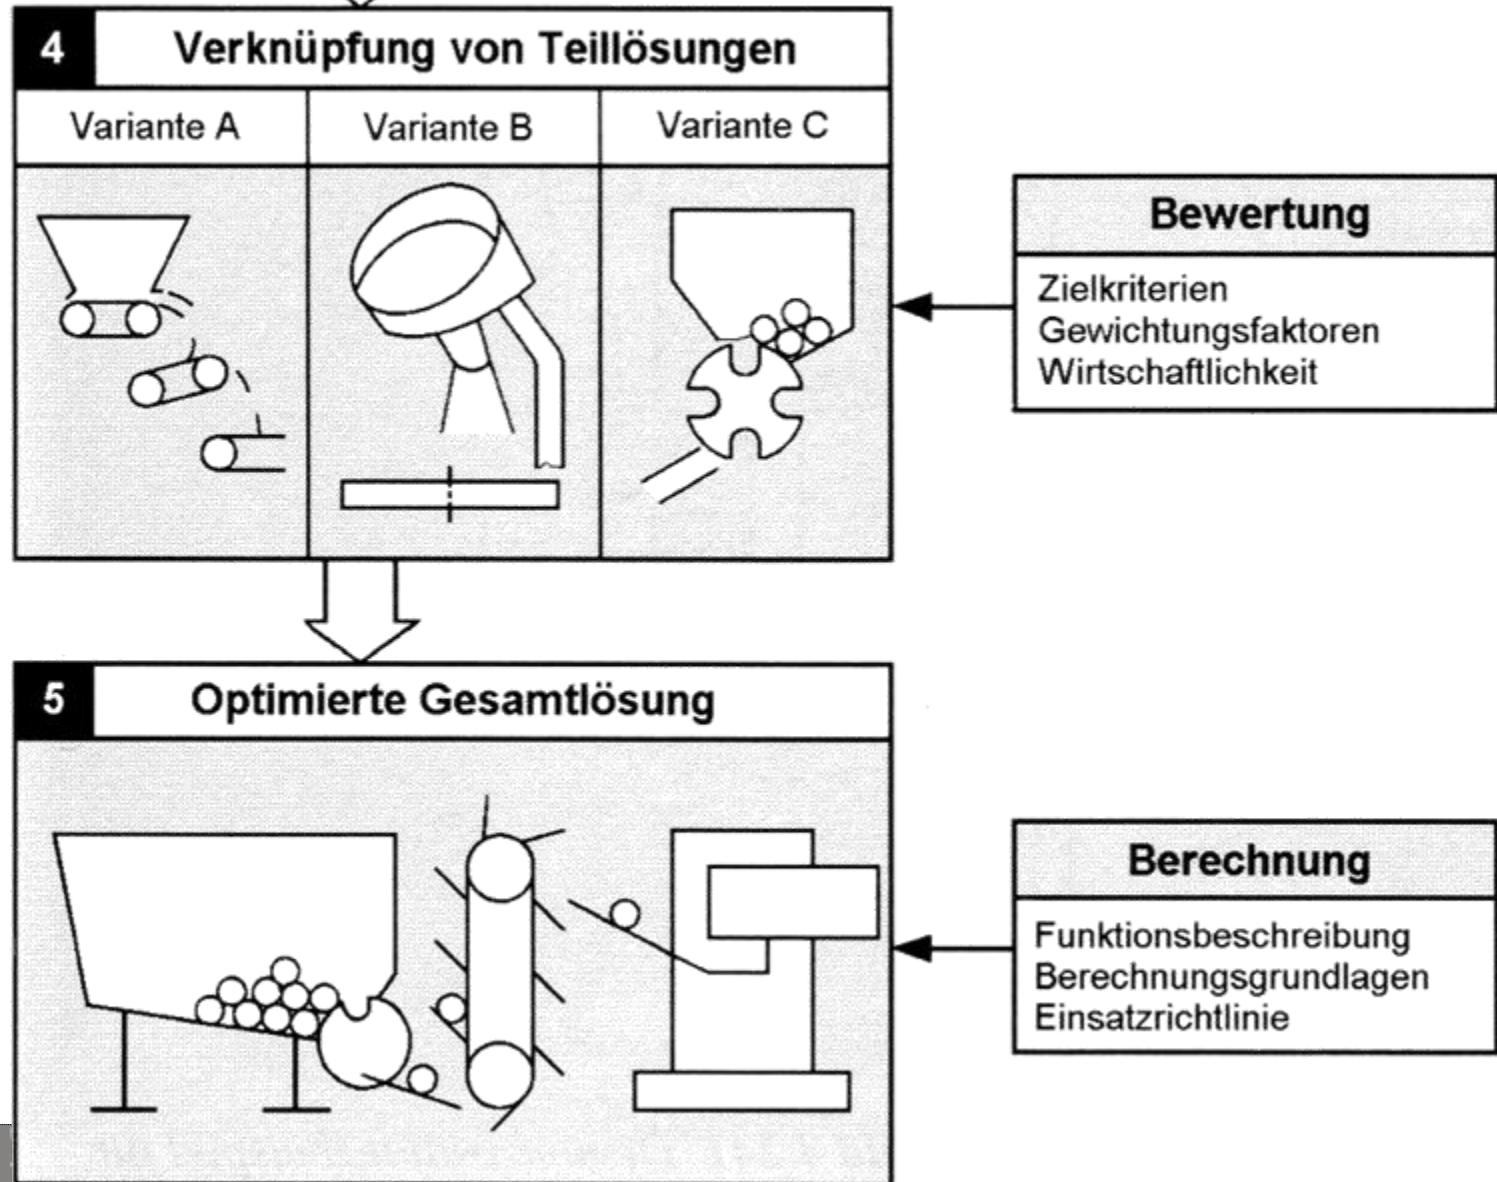 4 Verknüpfung von Teillösungen
Variante A
Variante B
Variante C
Bewertung
Zielkriterien
Gewichtungsfaktoren
Wirtschaftlichkeit
5 Optimierte Gesamtlösung
Berechnung
Funktionsbeschreibung
Berechnungsgrundlagen
Einsatzrichtlinie